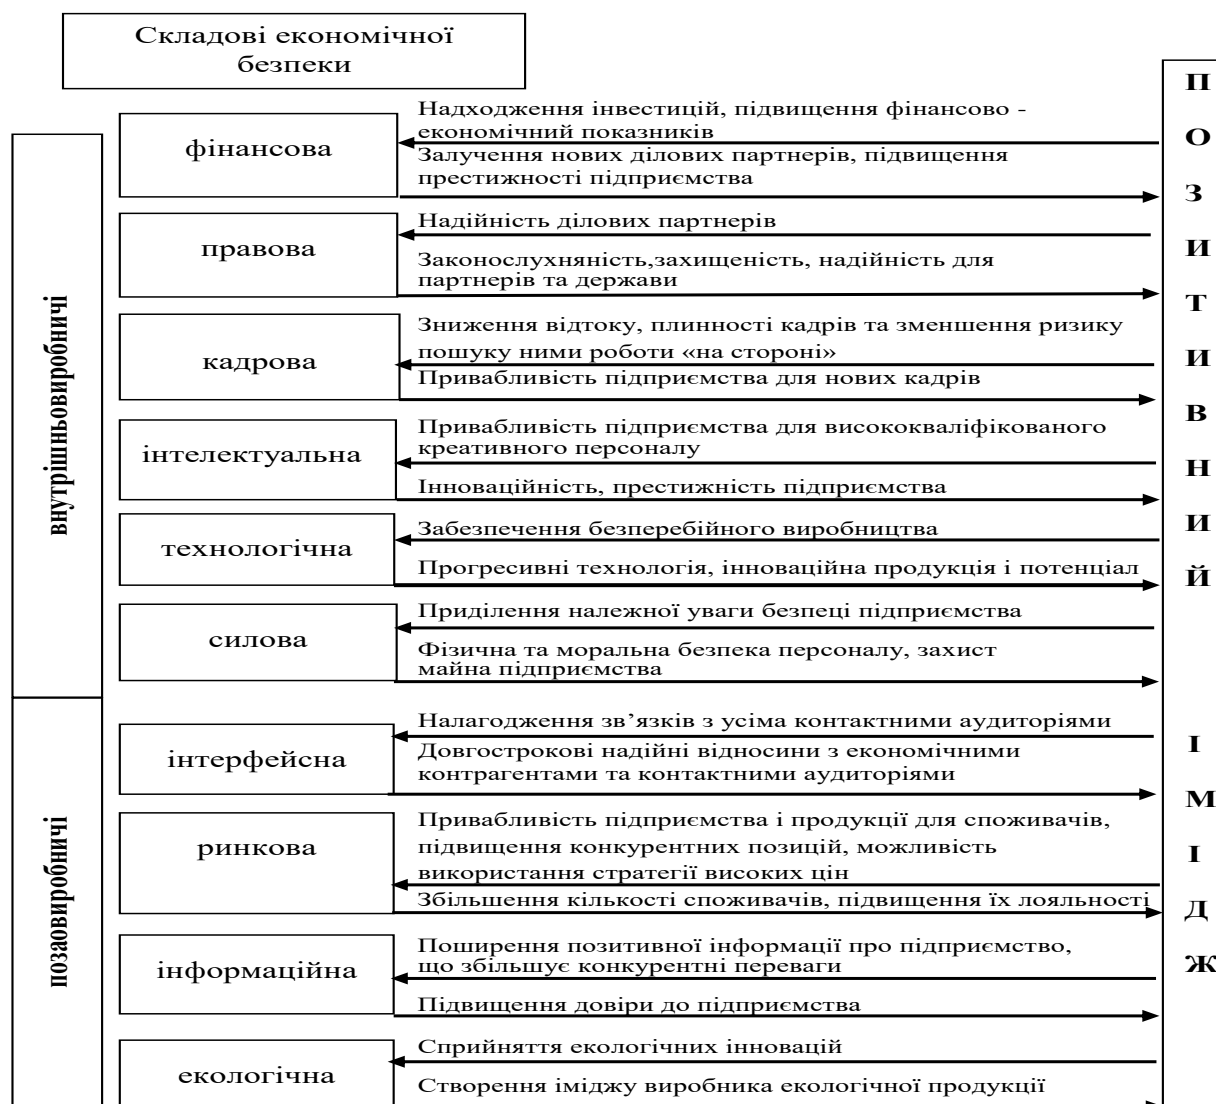 Складові економічної
безпеки
внутрішньовиробничі
фінансова
Надходження інвестицій, підвищення фінансово -
економічний показників
Залучення нових ділових партнерів, підвищення
престижності підприємства
правова
Надійність ділових партнерів
Законослухняність,захищеність, надійність для
партнерів та держави
кадрова
Зниження відтоку, плинності кадрів та зменшення ризику
пошуку ними роботи «на стороні»
Привабливість підприємства для нових кадрів
інтелектуальна
Привабливість підприємства для висококваліфікованого
креативного персоналу
Інноваційність, престижність підприємства
технологічна
Забезпечення безперебійного виробництва
Прогресивні технологія, інноваційна продукція і потенціал
силова
Приділення належної уваги безпеці підприємства
Фізична та моральна безпека персоналу, захист
майна підприємства
позаовиробничі
інтерфейсна
Налагодження зв’язків з усіма контактними аудиторіями
Довгострокові надійні відносини з економічними
контрагентами та контактними аудиторіями
ринкова
Привабливість підприємства і продукції для споживачів,
підвищення конкурентних позицій, можливість
використання стратегії високих цін
Збільшення кількості споживачів, підвищення їх лояльності
інформаційна
Поширення позитивної інформації про підприємство,
що збільшує конкурентні переваги
Підвищення довіри до підприємства
екологічна
Сприйняття екологічних інновацій
Створення іміджу виробника екологічної продукції
ПОЗИТИВНИЙ
ІМІДЖ